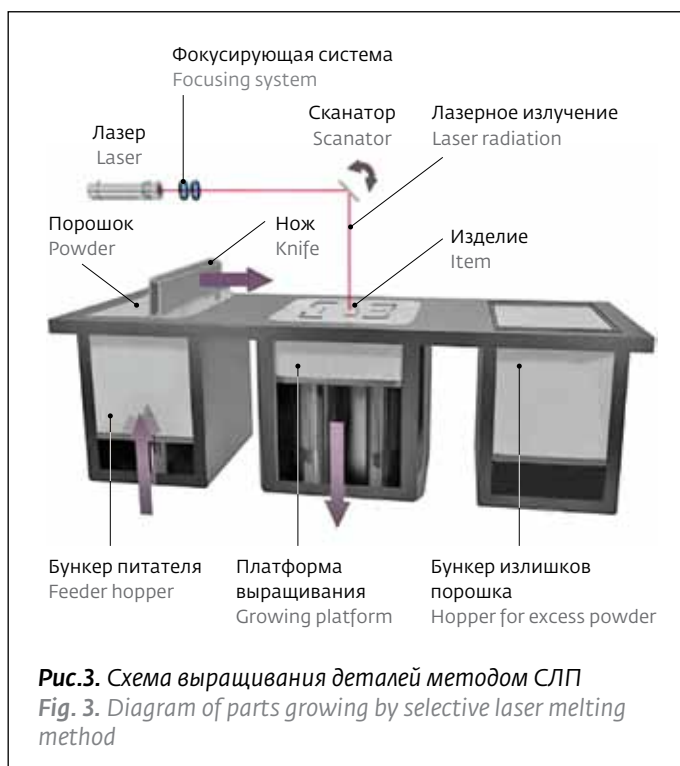 Фокусирующая система
Focusing system
Сканатор
Scanator
Лазерное излучение
Laser radiation
Лазер
Laser
Порошок
Powder
Нож
Knife
Изделие
Item
Бункер питателя
Feeder hopper
Платформа
выращивания
Growing platform
Бункер излишков
порошка
Hopper for excess powder
Рис.3. Схема выращивания деталей методом СЛП
Fig. 3. Diagram of parts growing by selective laser melting
method